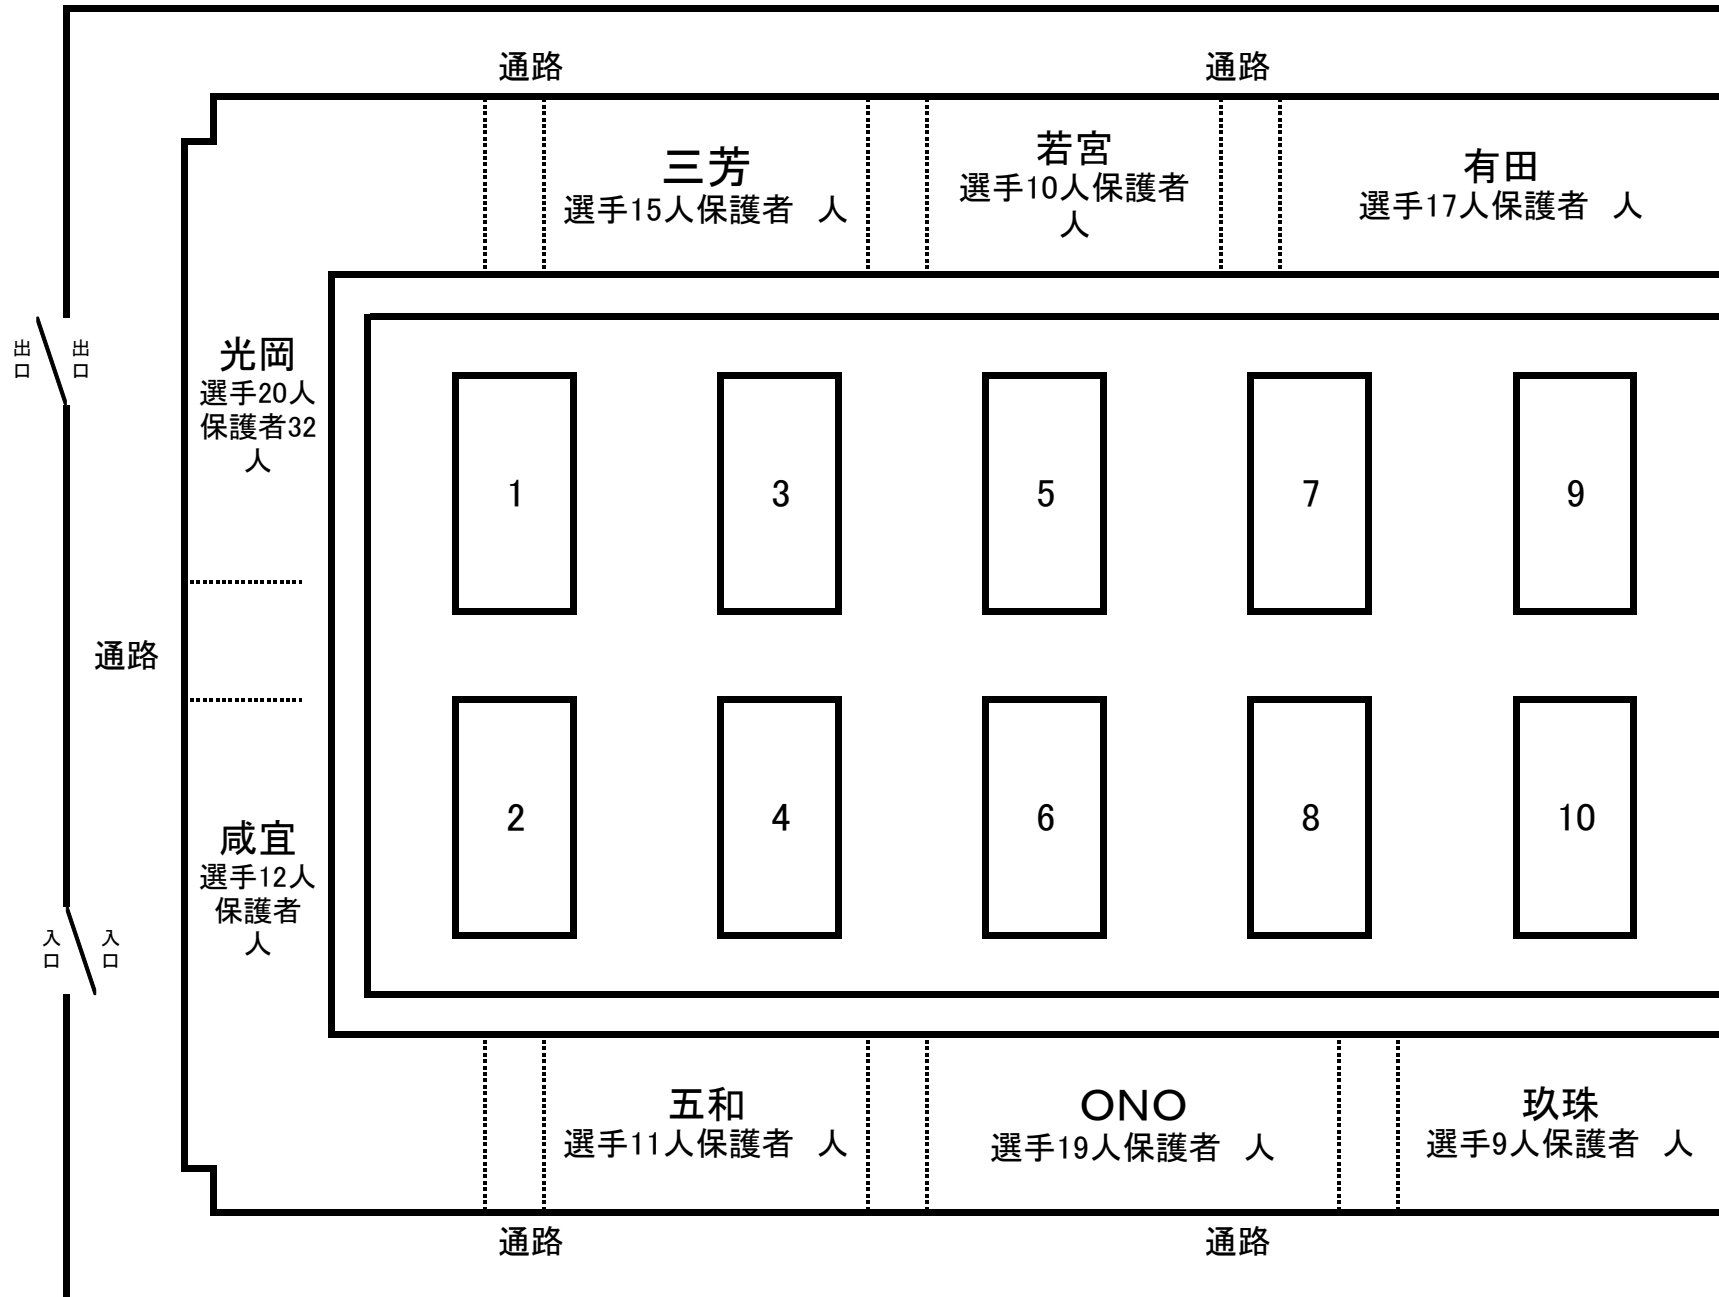 通路
通路
三芳
選手15人保護者　人
若宮
選手10人保護者
人
有田
選手17人保護者　人
出口
出口
光岡
選手20人
保護者32
人
1
3
5
7
9
通路
2
4
6
8
10
咸宜
選手12人
保護者
人
入口
入口
五和
選手11人保護者　人
ONO
選手19人保護者　人
玖珠
選手9人保護者　人
通路
通路